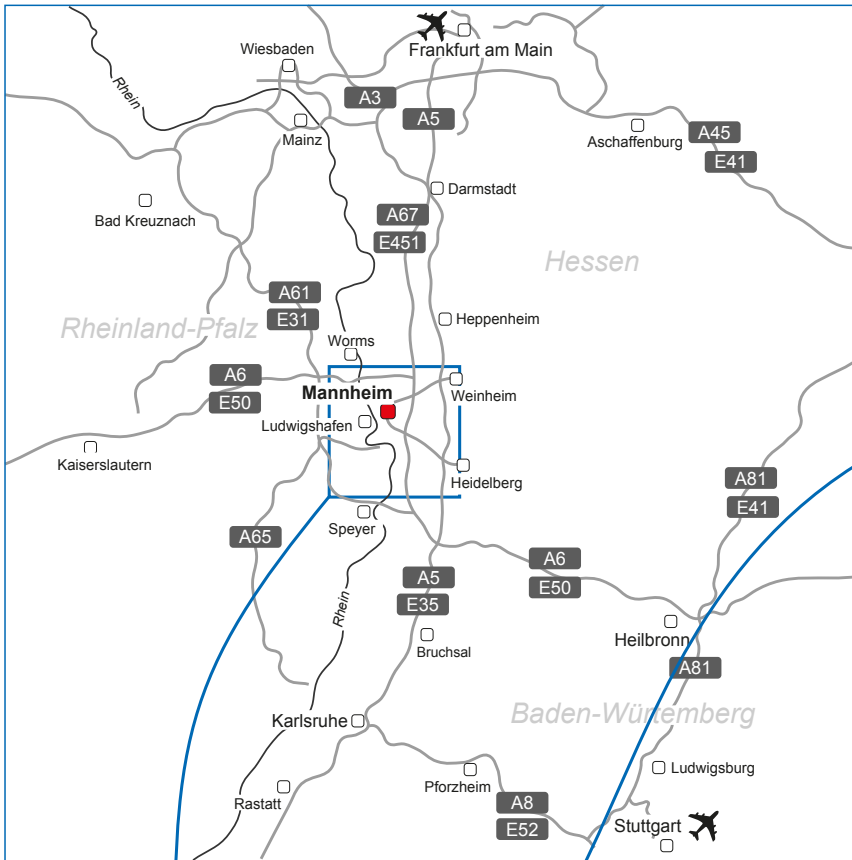 Frankfurt am Main
Wiesbaden
Rhein
A3
A5
Mainz
Aschaffenburg
A45
E41
Darmstadt
Bad Kreuznach
A67
E451
Hessen
A61
E31
Heppenheim
Rheinland-Pfalz
Worms
A6
E50
Mannheim
Weinheim
Ludwigshafen
Kaiserslautern
Heidelberg
A81
E41
Speyer
A65
A6
E50
A5
E35
Rhein
Bruchsal
Heilbronn
A81
Karlsruhe
Baden-Würtemberg
Ludwigsburg
Pforzheim
Rastatt
A8
E52
Stuttgart